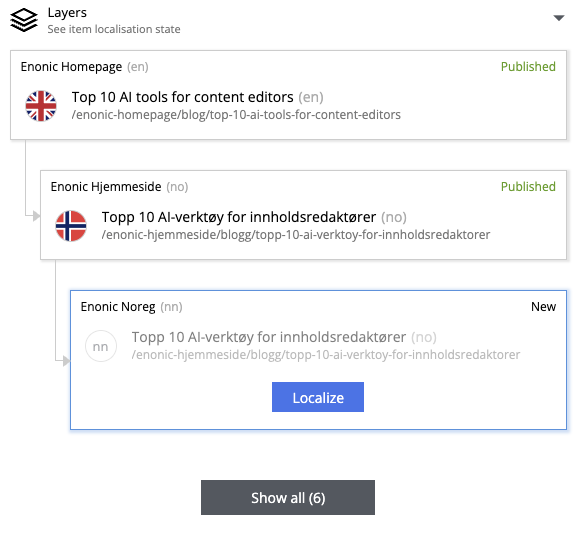 Layers
See item localisation state
Enonic Homepage (en) Published
Top 10 AI tools for content editors (en)
/enonic-homepage/blog/top-10-ai-tools-for-content-editors
Enonic Hjemmeside (no) Published
Topp 10 AI-verktøy for innholdsredaktører (no)
/enonic-hjemmeside/blogg/topp-10-ai-verktoy-for-innholdsredaktorer
Enonic Noreg (nn) New
nn
Topp 10 AI-verktøy for innholdsredaktører (no)
/enonic-hjemmeside/blogg/topp-10-ai-verktoy-for-innholdsredaktorer
Localize
Show all (6)